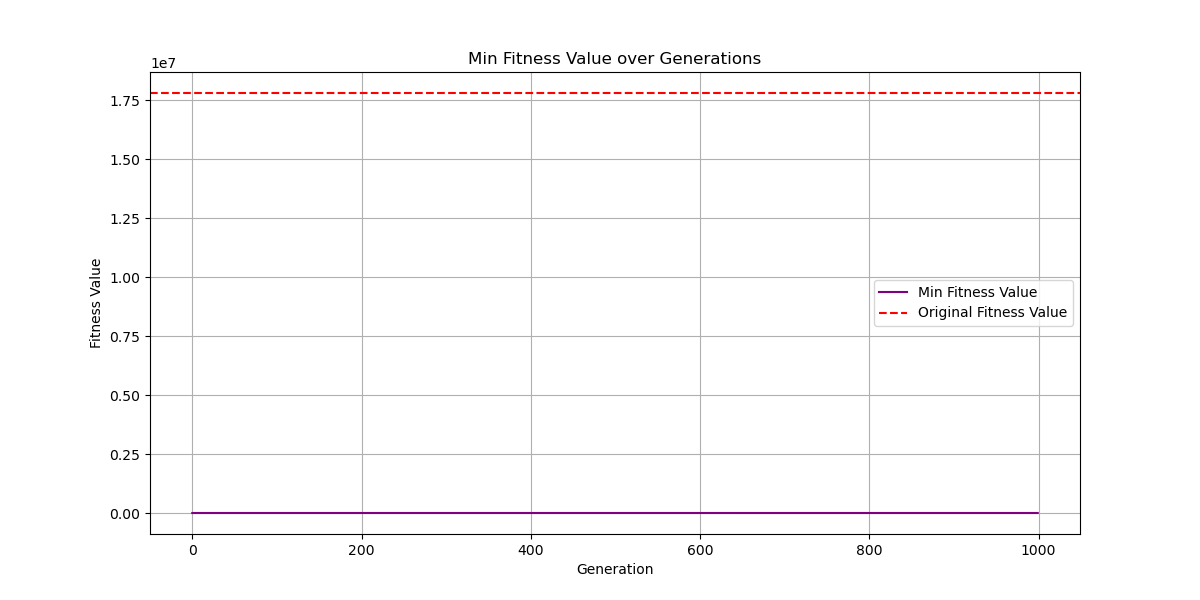 Min Fitness Value over Generations
1e7
1.75
1.50
1.25
1.00
0.75
0.50
0.25
0.00
Fitness Value
Min Fitness Value
Original Fitness Value
0 200 400 600 800 1000
Generation